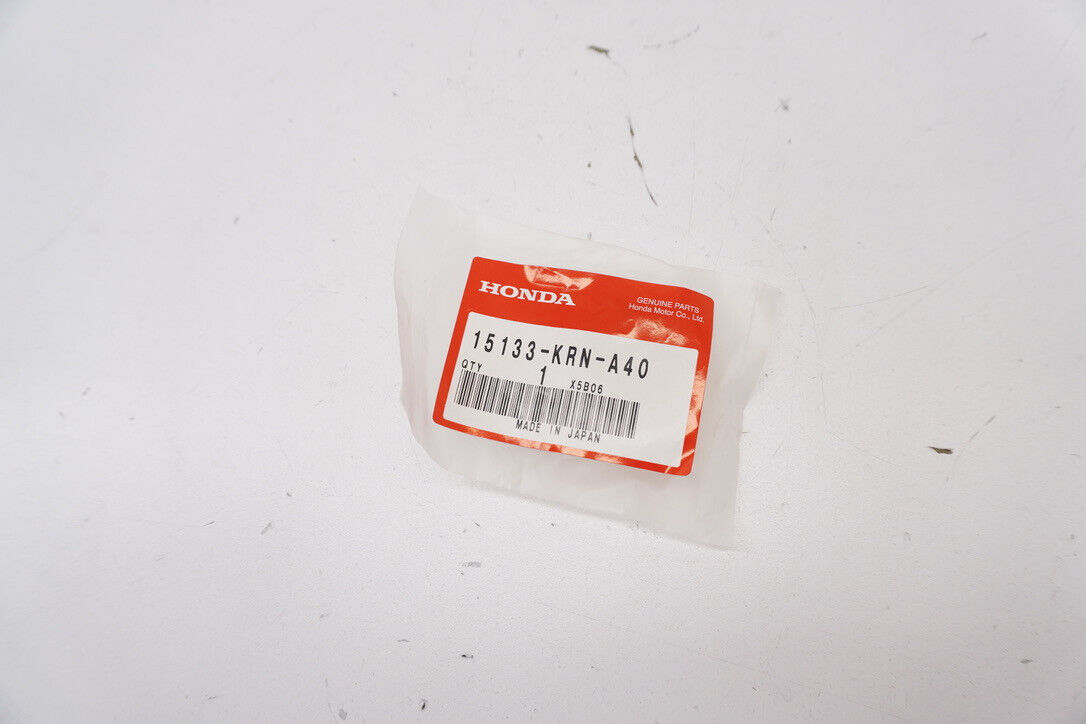 HONDA
GENUINE PARTS
Honda Motor Co., Ltd.
15133-KRN-A40
QTY 1 X5B06
MADE IN JAPAN